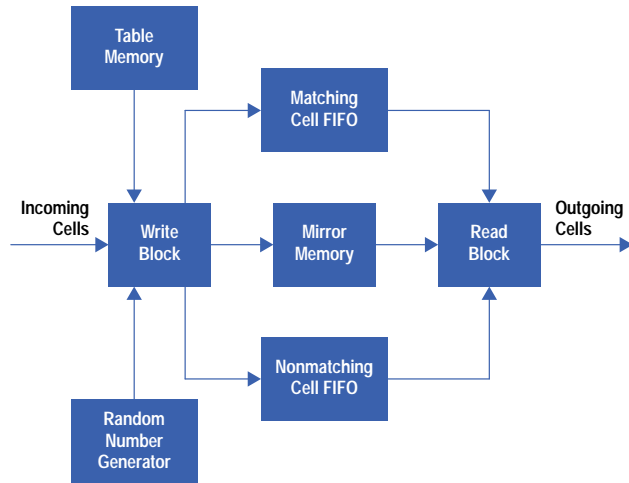 Table
Memory
Matching
Cell FIFO
Incoming
Cells
Write
Block
Mirror
Memory
Read
Block
Outgoing
Cells
Nonmatching
Cell FIFO
Random
Number
Generator